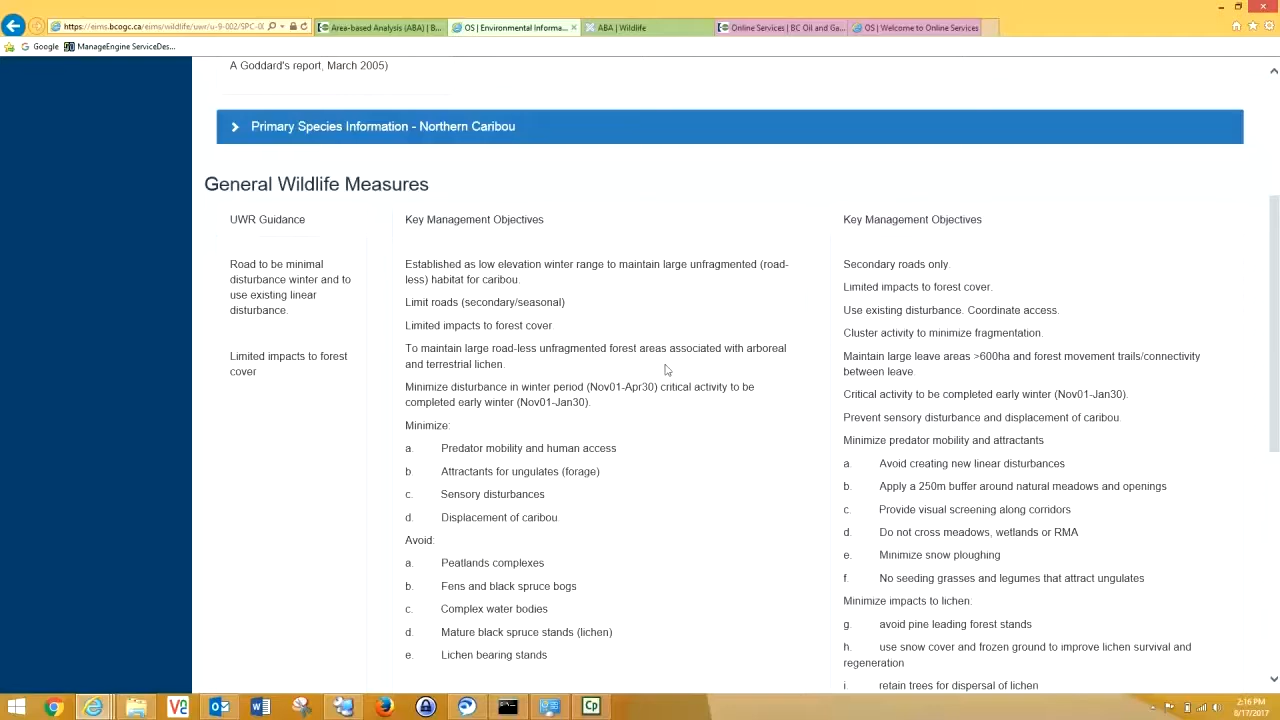 https://eims.bcogc.ca/eims/wildlife/uwr/u-9-002/SPC-0
Area-based Analysis (ABA) | B...
OS | Environmental Informa...
ABA | Wildlife
Online Services | BC Oil and Ga...
OS | Welcome to Online Services
Google
ManageEngine ServiceDes...
A Goddard's report, March 2005)
Primary Species Information - Northern Caribou
General Wildlife Measures
UWR Guidance
Road to be minimal
disturbance winter and to
use existing linear
disturbance.
Limited impacts to forest
cover
Key Management Objectives
Established as low elevation winter range to maintain large unfragmented (road-
less) habitat for caribou.
Limit roads (secondary/seasonal)
Limited impacts to forest cover
To maintain large road-less unfragmented forest areas associated with arboreal
and terrestrial lichen.
Minimize disturbance in winter period (Nov01-Apr30) critical activity to be
completed early winter (Nov01-Jan30).
Minimize:
a. Predator mobility and human access
b Attractants for ungulates (forage)
c. Sensory disturbances
d. Displacement of caribou
Avoid:
a. Peatlands complexes
b. Fens and black spruce bogs
c. Complex water bodies
d. Mature black spruce stands (lichen)
e. Lichen bearing stands
Key Management Objectives
Secondary roads only.
Limited impacts to forest cover.
Use existing disturbance. Coordinate access.
Cluster activity to minimize fragmentation.
Maintain large leave areas >600ha and forest movement trails/connectivity
between leave
Critical activity to be completed early winter (Nov01-Jan30).
Prevent sensory disturbance and displacement of caribou.
Minimize predator mobility and attractants
a. Avoid creating new linear disturbances
b. Apply a 250m buffer around natural meadows and openings
c. Provide visual screening along corridors
d. Do not cross meadows, wetlands or RMA
e. Minimize snow ploughing
f. No seeding grasses and legumes that attract ungulates
Minimize impacts to lichen:
g. avoid pine leading forest stands
h. use snow cover and frozen ground to improve lichen survival and
regeneration
i. retain trees for dispersal of lichen
2:16 PM
8/17/2017